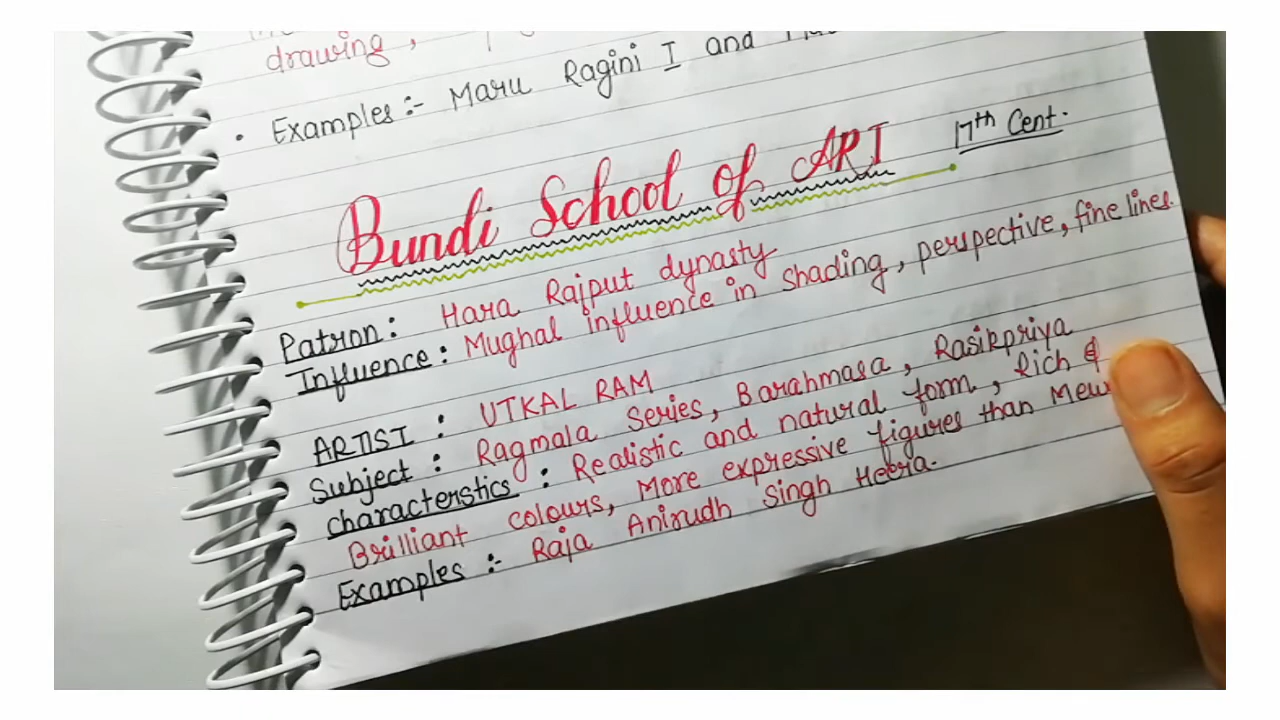 drawing,
• Examples:- Maru Ragini I and
Bundi School of ART 17th Cent.
Patron: Hara Rajput dynasty
Influence: Mughal influence in shading, perspective, fine lines.
ARTIST: UTKAL RAM
Subject: Ragmala Series, Barahmasa, Rasikpriya
characterstics: Realistic and natural form, Rich &
Brilliant colours, More expressive figures than
Examples:- Raja Anirudh Singh Heera.